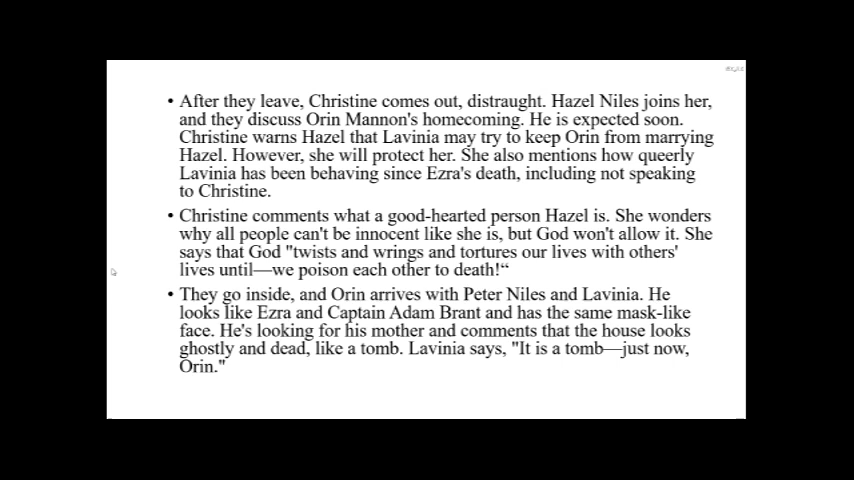 • After they leave, Christine comes out, distraught. Hazel Niles joins her,
and they discuss Orin Mannon's homecoming. He is expected soon.
Christine warns Hazel that Lavinia may try to keep Orin from marrying
Hazel. However, she will protect her. She also mentions how queerly
Lavinia has been behaving since Ezra's death, including not speaking
to Christine.
• Christine comments what a good-hearted person Hazel is. She wonders
why all people can't be innocent like she is, but God won't allow it. She
says that God "twists and wrings and tortures our lives with others'
lives until—we poison each other to death!“
• They go inside, and Orin arrives with Peter Niles and Lavinia. He
looks like Ezra and Captain Adam Brant and has the same mask-like
face. He's looking for his mother and comments that the house looks
ghostly and dead, like a tomb. Lavinia says, "It is a tomb—just now,
Orin."